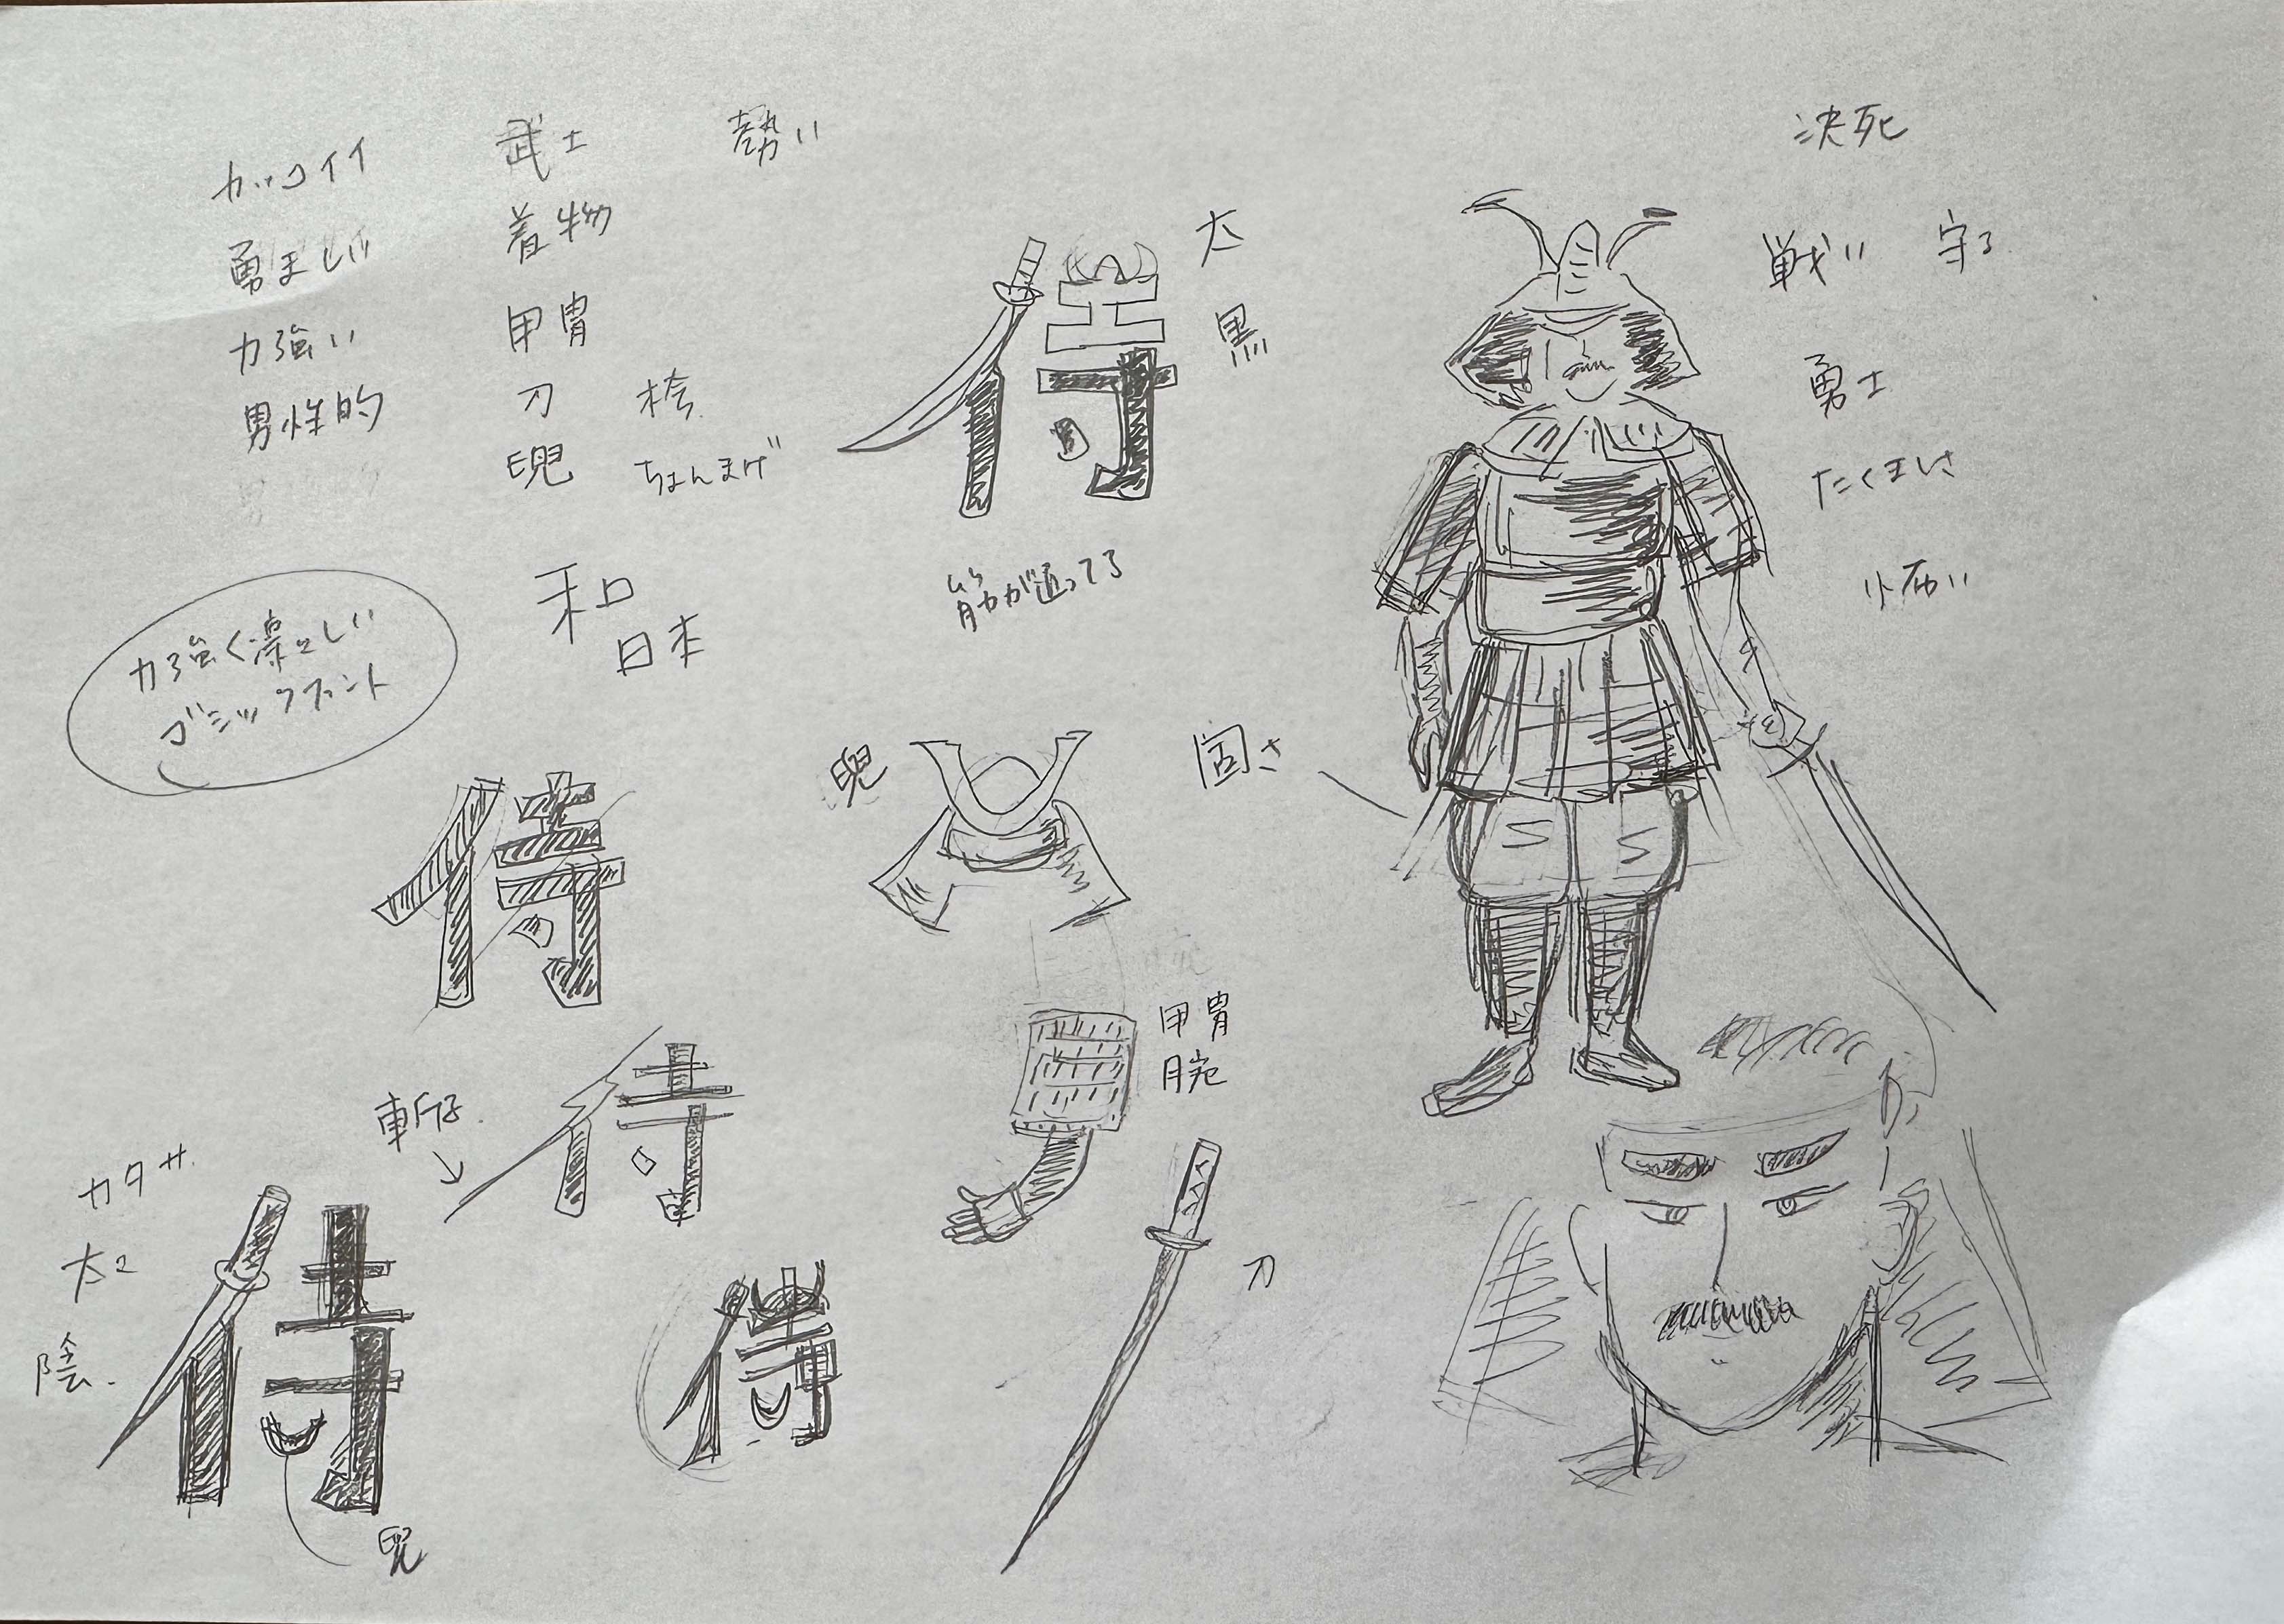 カッコイイ
勇ましい
力強い
男性的
武士
着物
甲冑
刀
兜
勢い
袴
ちょんまげ
侍
太
黒
筋が通ってる
和
日本
力強く凛々しい
ゴシックフォント
決死
戦い
守る
勇士
たくましさ
怖い
固さ
兜
侍
斬る
侍
甲冑
腕
刀
カタサ
太く
陰
侍
兜
侍